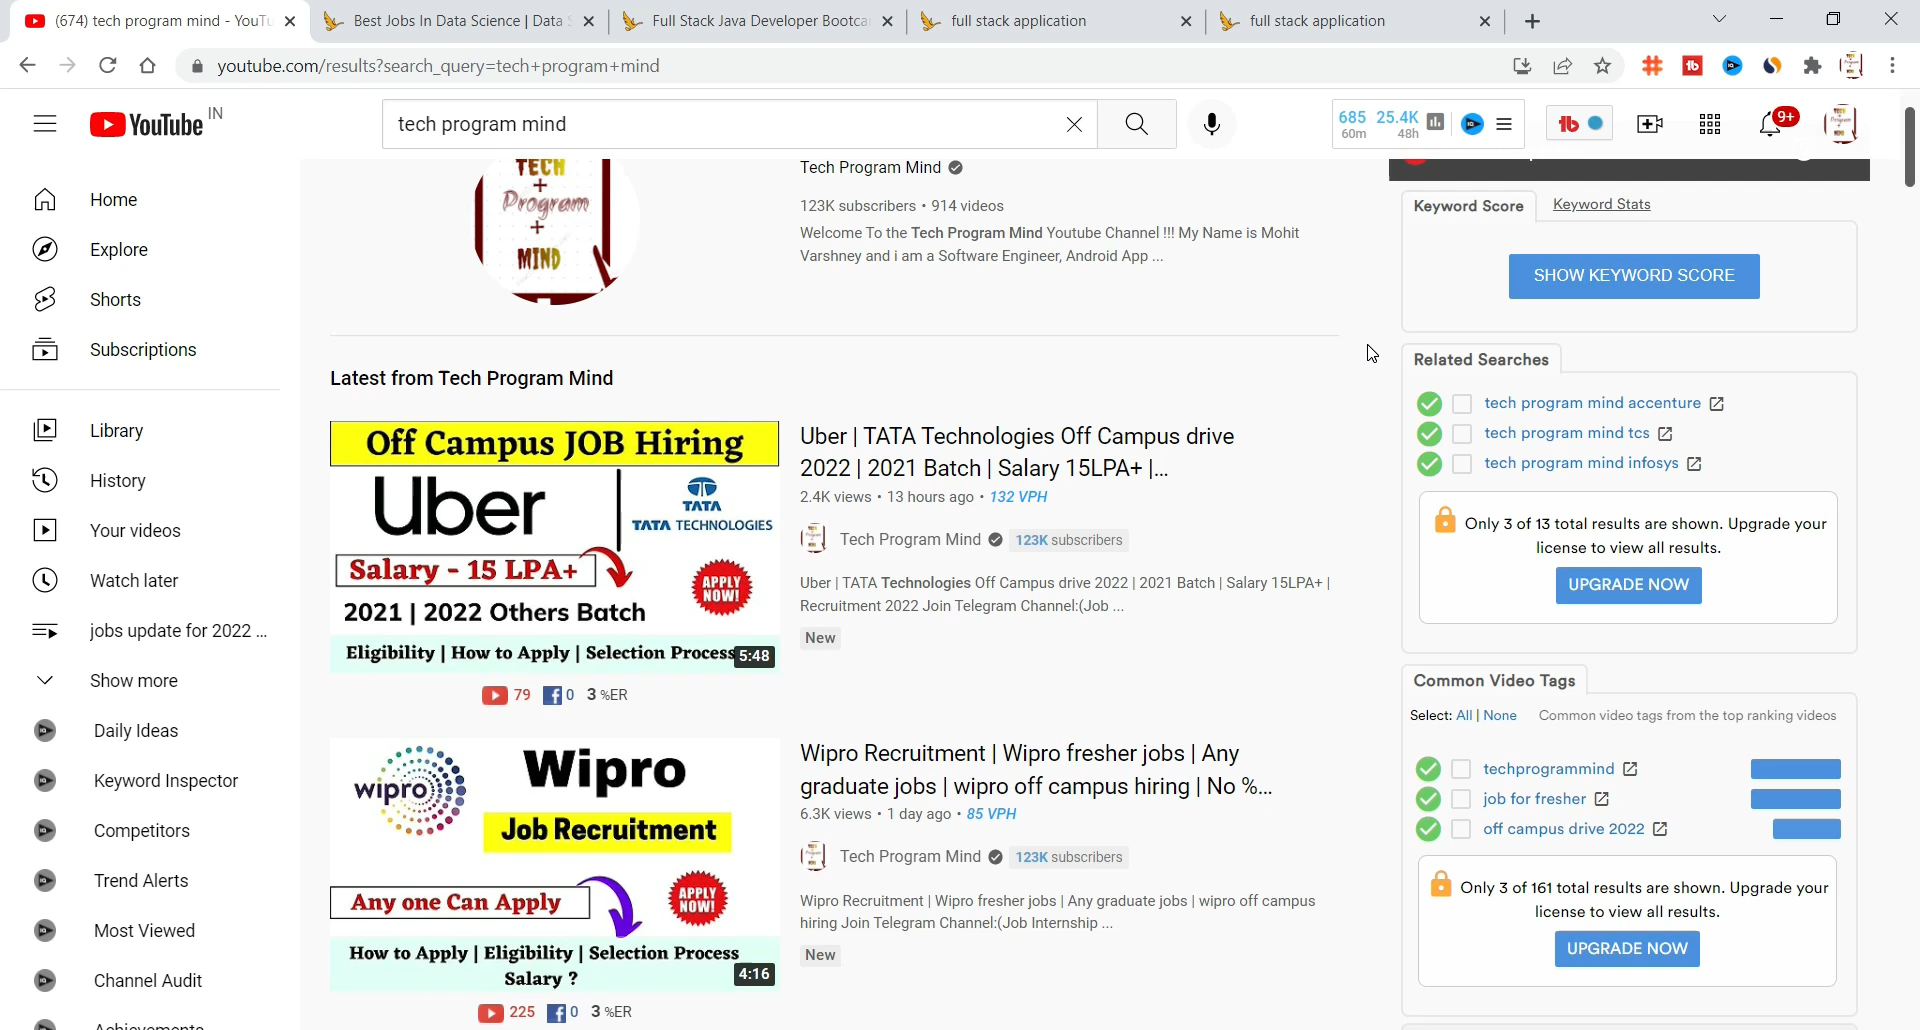 (674) tech program mind - YouTu
Best Jobs In Data Science | Data S
Full Stack Java Developer Bootca
full stack application
full stack application
youtube.com/results?search_query=tech+program+mind
YouTube IN
tech program mind
685 25.4K
60m 48h
9+
Home
Explore
Shorts
Subscriptions
Library
History
Your videos
Watch later
jobs update for 2022 ...
Show more
Daily Ideas
Keyword Inspector
Competitors
Trend Alerts
Most Viewed
Channel Audit
Achievements
TECH
+
Program
+
MIND
Tech Program Mind
123K subscribers • 914 videos
Welcome To the Tech Program Mind Youtube Channel !!! My Name is Mohit
Varshney and i am a Software Engineer, Android App ...
Latest from Tech Program Mind
Off Campus JOB Hiring
Uber
TATA
TATA TECHNOLOGIES
Salary - 15 LPA+
APPLY
NOW!
2021 | 2022 Others Batch
Eligibility | How to Apply | Selection Process
5:48
79 0 3 %ER
Uber | TATA Technologies Off Campus drive
2022 | 2021 Batch | Salary 15LPA+ |...
2.4K views • 13 hours ago • 132 VPH
Tech Program Mind 123K subscribers
Uber | TATA Technologies Off Campus drive 2022 | 2021 Batch | Salary 15LPA+ |
Recruitment 2022 Join Telegram Channel:(Job ...
New
wipro
Wipro
Job Recruitment
Any one Can Apply
APPLY
NOW!
How to Apply | Eligibility | Selection Process
Salary ?
4:16
225 0 3 %ER
Wipro Recruitment | Wipro fresher jobs | Any
graduate jobs | wipro off campus hiring | No %...
6.3K views • 1 day ago • 85 VPH
Tech Program Mind 123K subscribers
Wipro Recruitment | Wipro fresher jobs | Any graduate jobs | wipro off campus
hiring Join Telegram Channel:(Job Internship ...
New
Keyword Score Keyword Stats
SHOW KEYWORD SCORE
Related Searches
tech program mind accenture
tech program mind tcs
tech program mind infosys
Only 3 of 13 total results are shown. Upgrade your
license to view all results.
UPGRADE NOW
Common Video Tags
Select: All | None Common video tags from the top ranking videos
techprogrammind
job for fresher
off campus drive 2022
Only 3 of 161 total results are shown. Upgrade your
license to view all results.
UPGRADE NOW